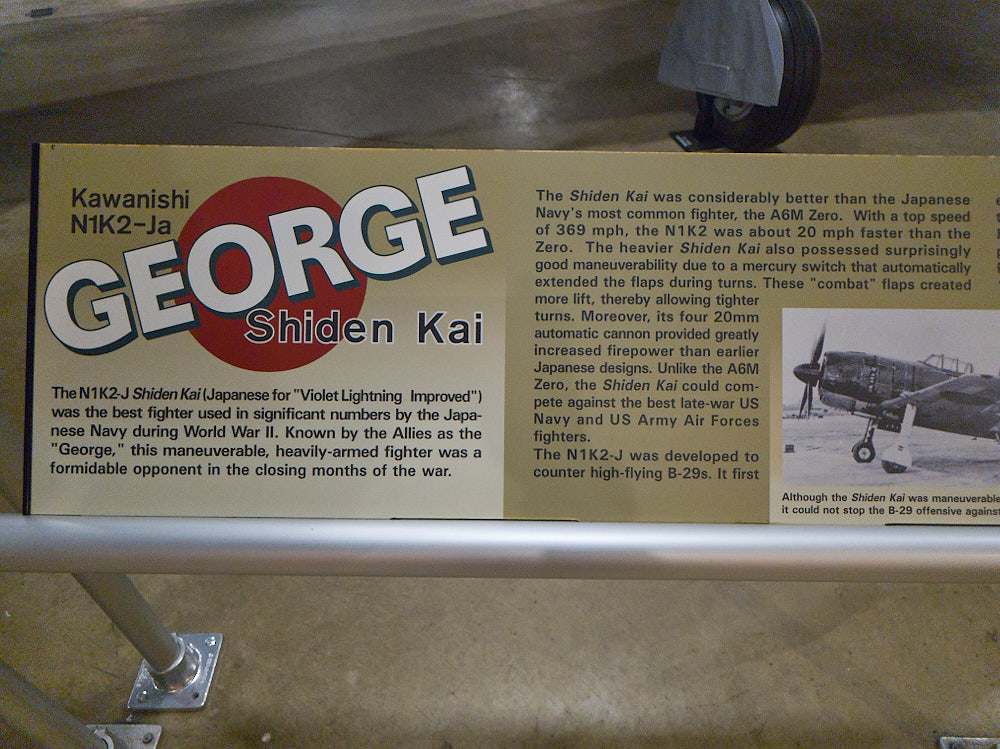 Kawanishi
N1K2-Ja
GEORGE
Shiden Kai
The N1K2-J Shiden Kai (Japanese for "Violet Lightning Improved")
was the best fighter used in significant numbers by the Japa-
nese Navy during World War II. Known by the Allies as the
"George," this maneuverable, heavily-armed fighter was a
formidable opponent in the closing months of the war.
The Shiden Kai was considerably better than the Japanese
Navy's most common fighter, the A6M Zero. With a top speed
of 369 mph, the N1K2 was about 20 mph faster than the
Zero. The heavier Shiden Kai also possessed surprisingly
good maneuverability due to a mercury switch that automatically
extended the flaps during turns. These "combat" flaps created
more lift, thereby allowing tighter
turns. Moreover, its four 20mm
automatic cannon provided greatly
increased firepower than earlier
Japanese designs. Unlike the A6M
Zero, the Shiden Kai could com-
pete against the best late-war US
Navy and US Army Air Forces
fighters.
The N1K2-J was developed to
counter high-flying B-29s. It first
Although the Shiden Kai was maneuverable
it could not stop the B-29 offensive against